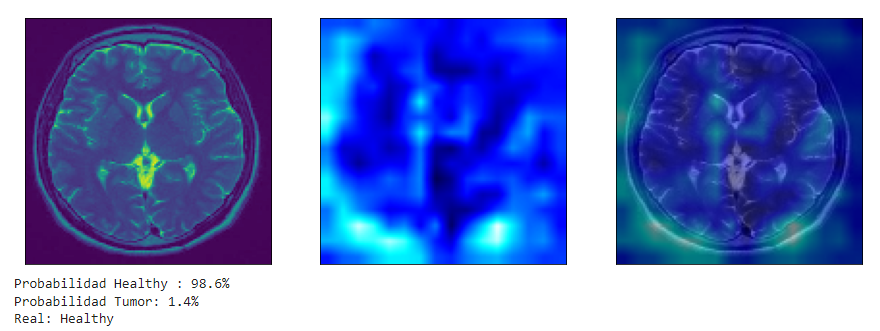 Probabilidad Healthy : 98.6%
Probabilidad Tumor: 1.4%
Real: Healthy